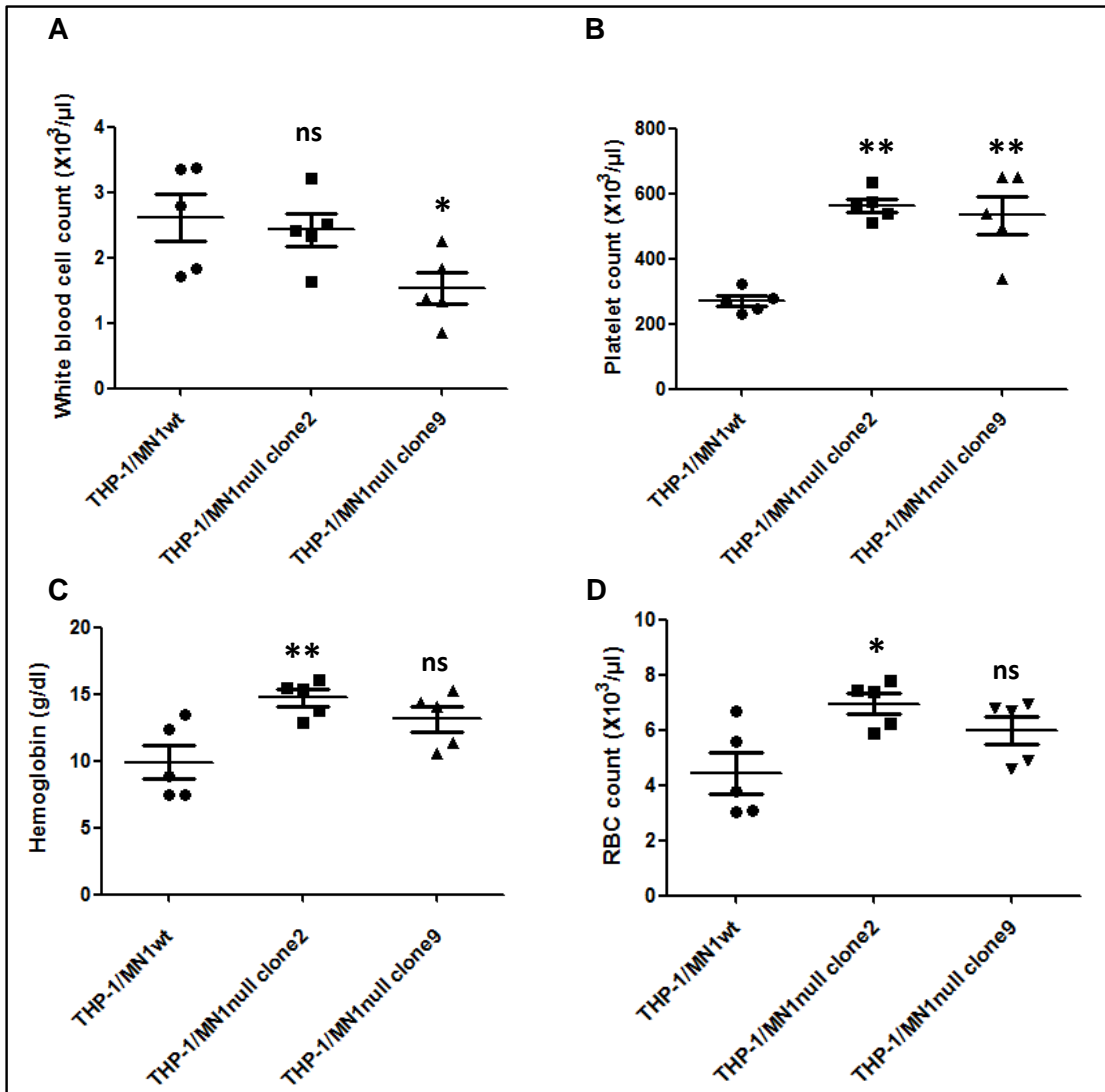 A
White blood cell count (X10³/µl)
4
3
2
1
0
ns
*
THP-1/MN1wt
THP-1/MN1null clone2
THP-1/MN1null clone9
B
Platelet count (X10³/µl)
800
600
400
200
0
**
**
THP-1/MN1wt
THP-1/MN1null clone2
THP-1/MN1null clone9
C
Hemoglobin (g/dl)
20
15
10
5
0
**
ns
THP-1/MN1wt
THP-1/MN1null clone2
THP-1/MN1null clone9
D
RBC count (X10³/µl)
10
8
6
4
2
0
*
ns
THP-1/MN1wt
THP-1/MN1null clone2
THP-1/MN1null clone9